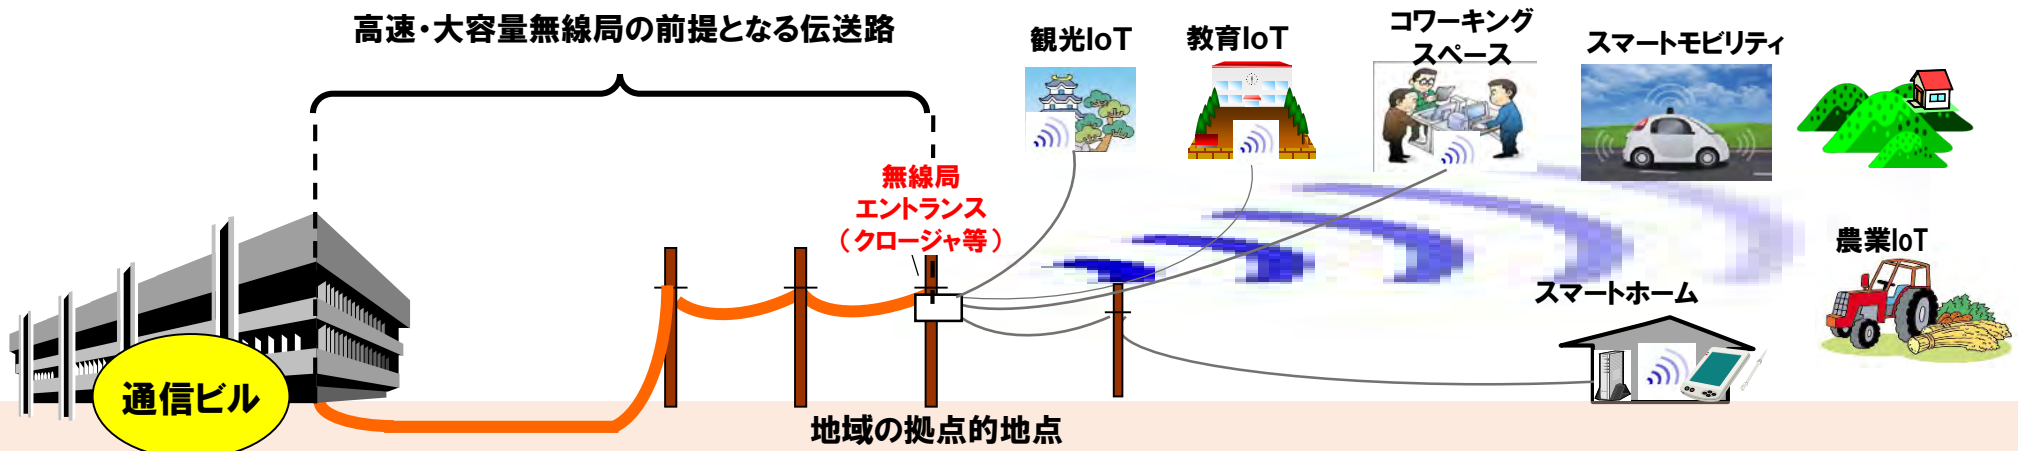 高速・大容量無線局の前提となる伝送路
観光IoT
教育IoT
コワーキング
スペース
スマートモビリティ
無線局
エントランス
（クロージャ等）
農業IoT
スマートホーム
通信ビル
地域の拠点的地点